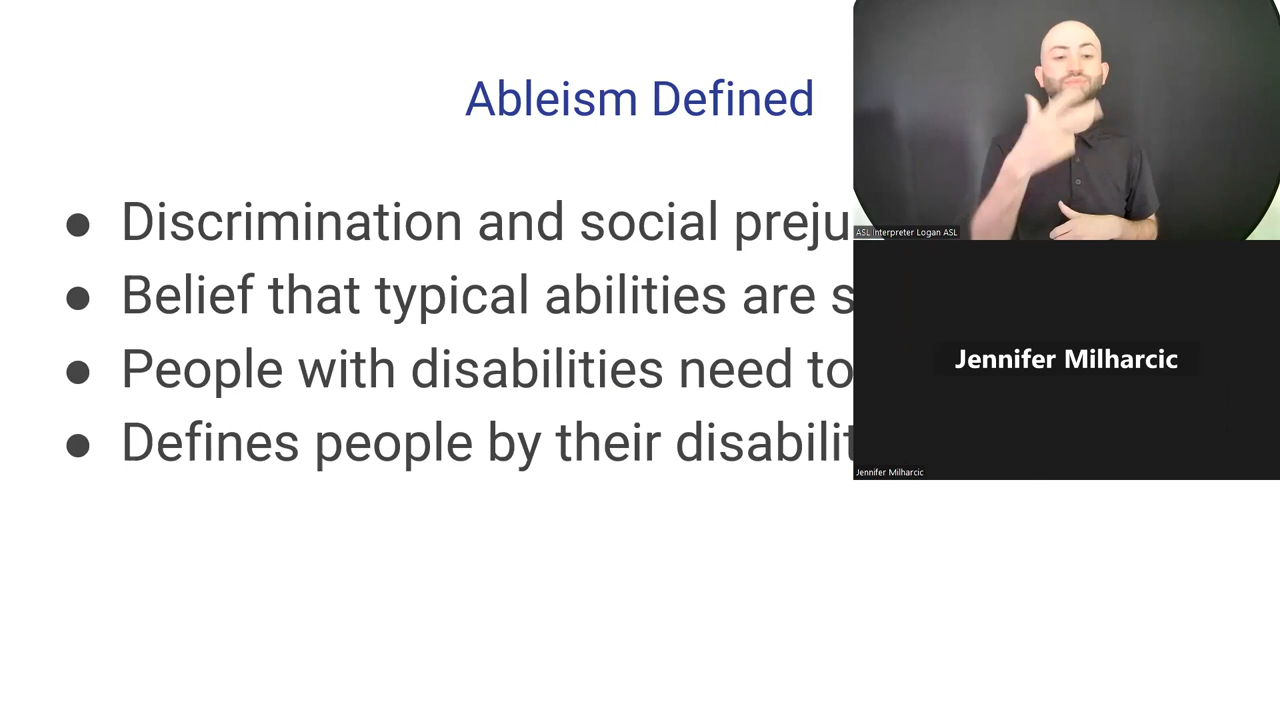 Ableism Defined
● Discrimination and social preju
● Belief that typical abilities are s
● People with disabilities need to
● Defines people by their disabilit
ASL Interpreter Logan ASL
Jennifer Milharcic
Jennifer Milharcic